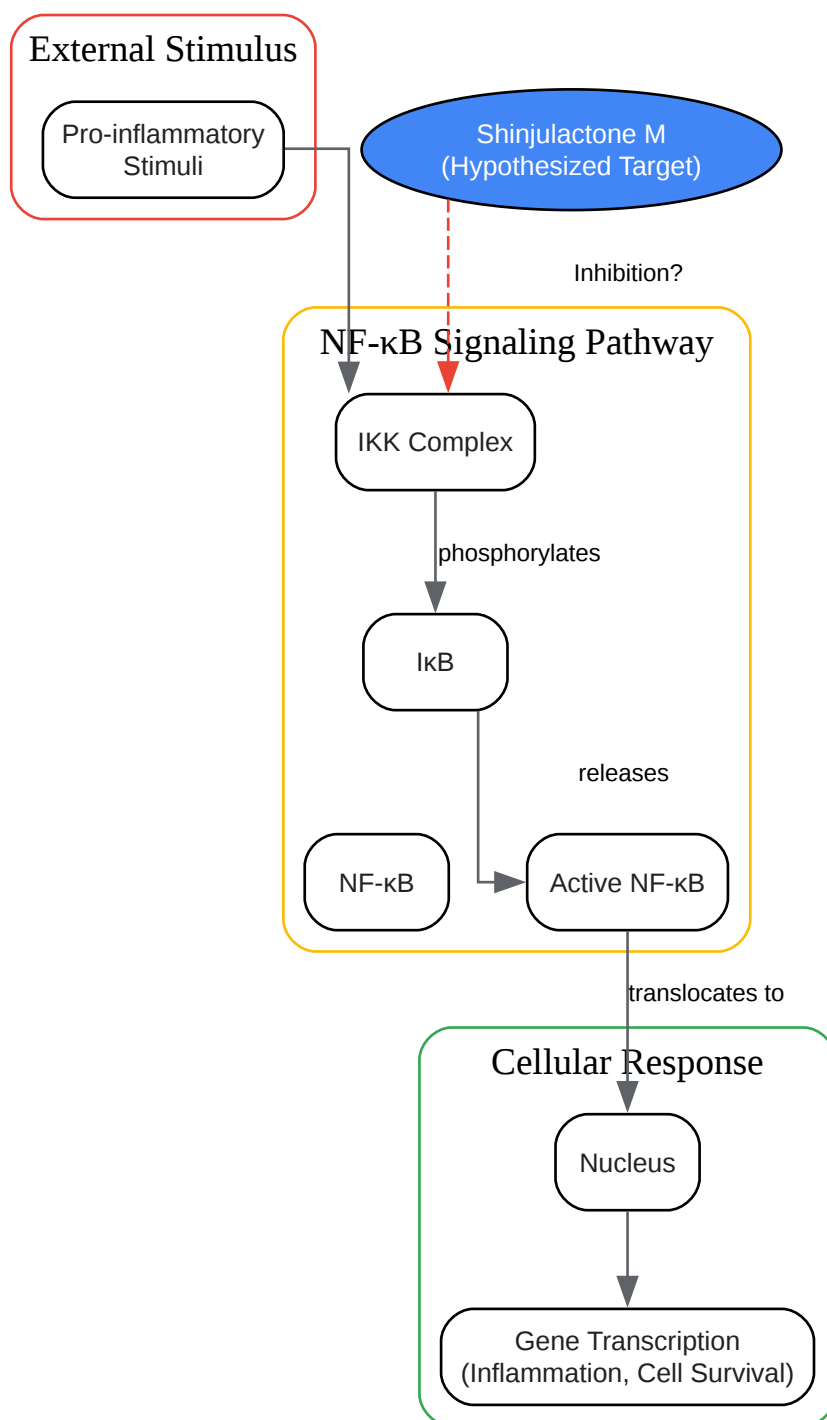 External Stimulus
Pro-inflammatory
Stimuli
Shinjulactone M
(Hypothesized Target)
Inhibition?
NF-κB Signaling Pathway
IKK Complex
phosphorylates
IκB
releases
NF-κB
Active NF-κB
translocates to
Cellular Response
Nucleus
Gene Transcription
(Inflammation, Cell Survival)